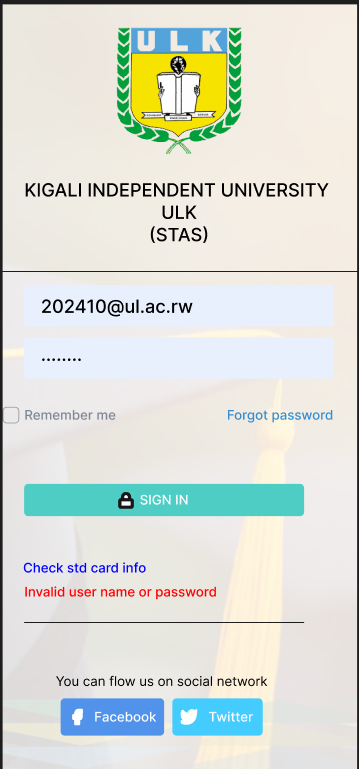 ULK
KIGALI INDEPENDENT UNIVERSITY
ULK
(STAS)
202410@ul.ac.rw
........
Remember me
Forgot password
SIGN IN
Check std card info
Invalid user name or password
You can flow us on social network
Facebook
Twitter